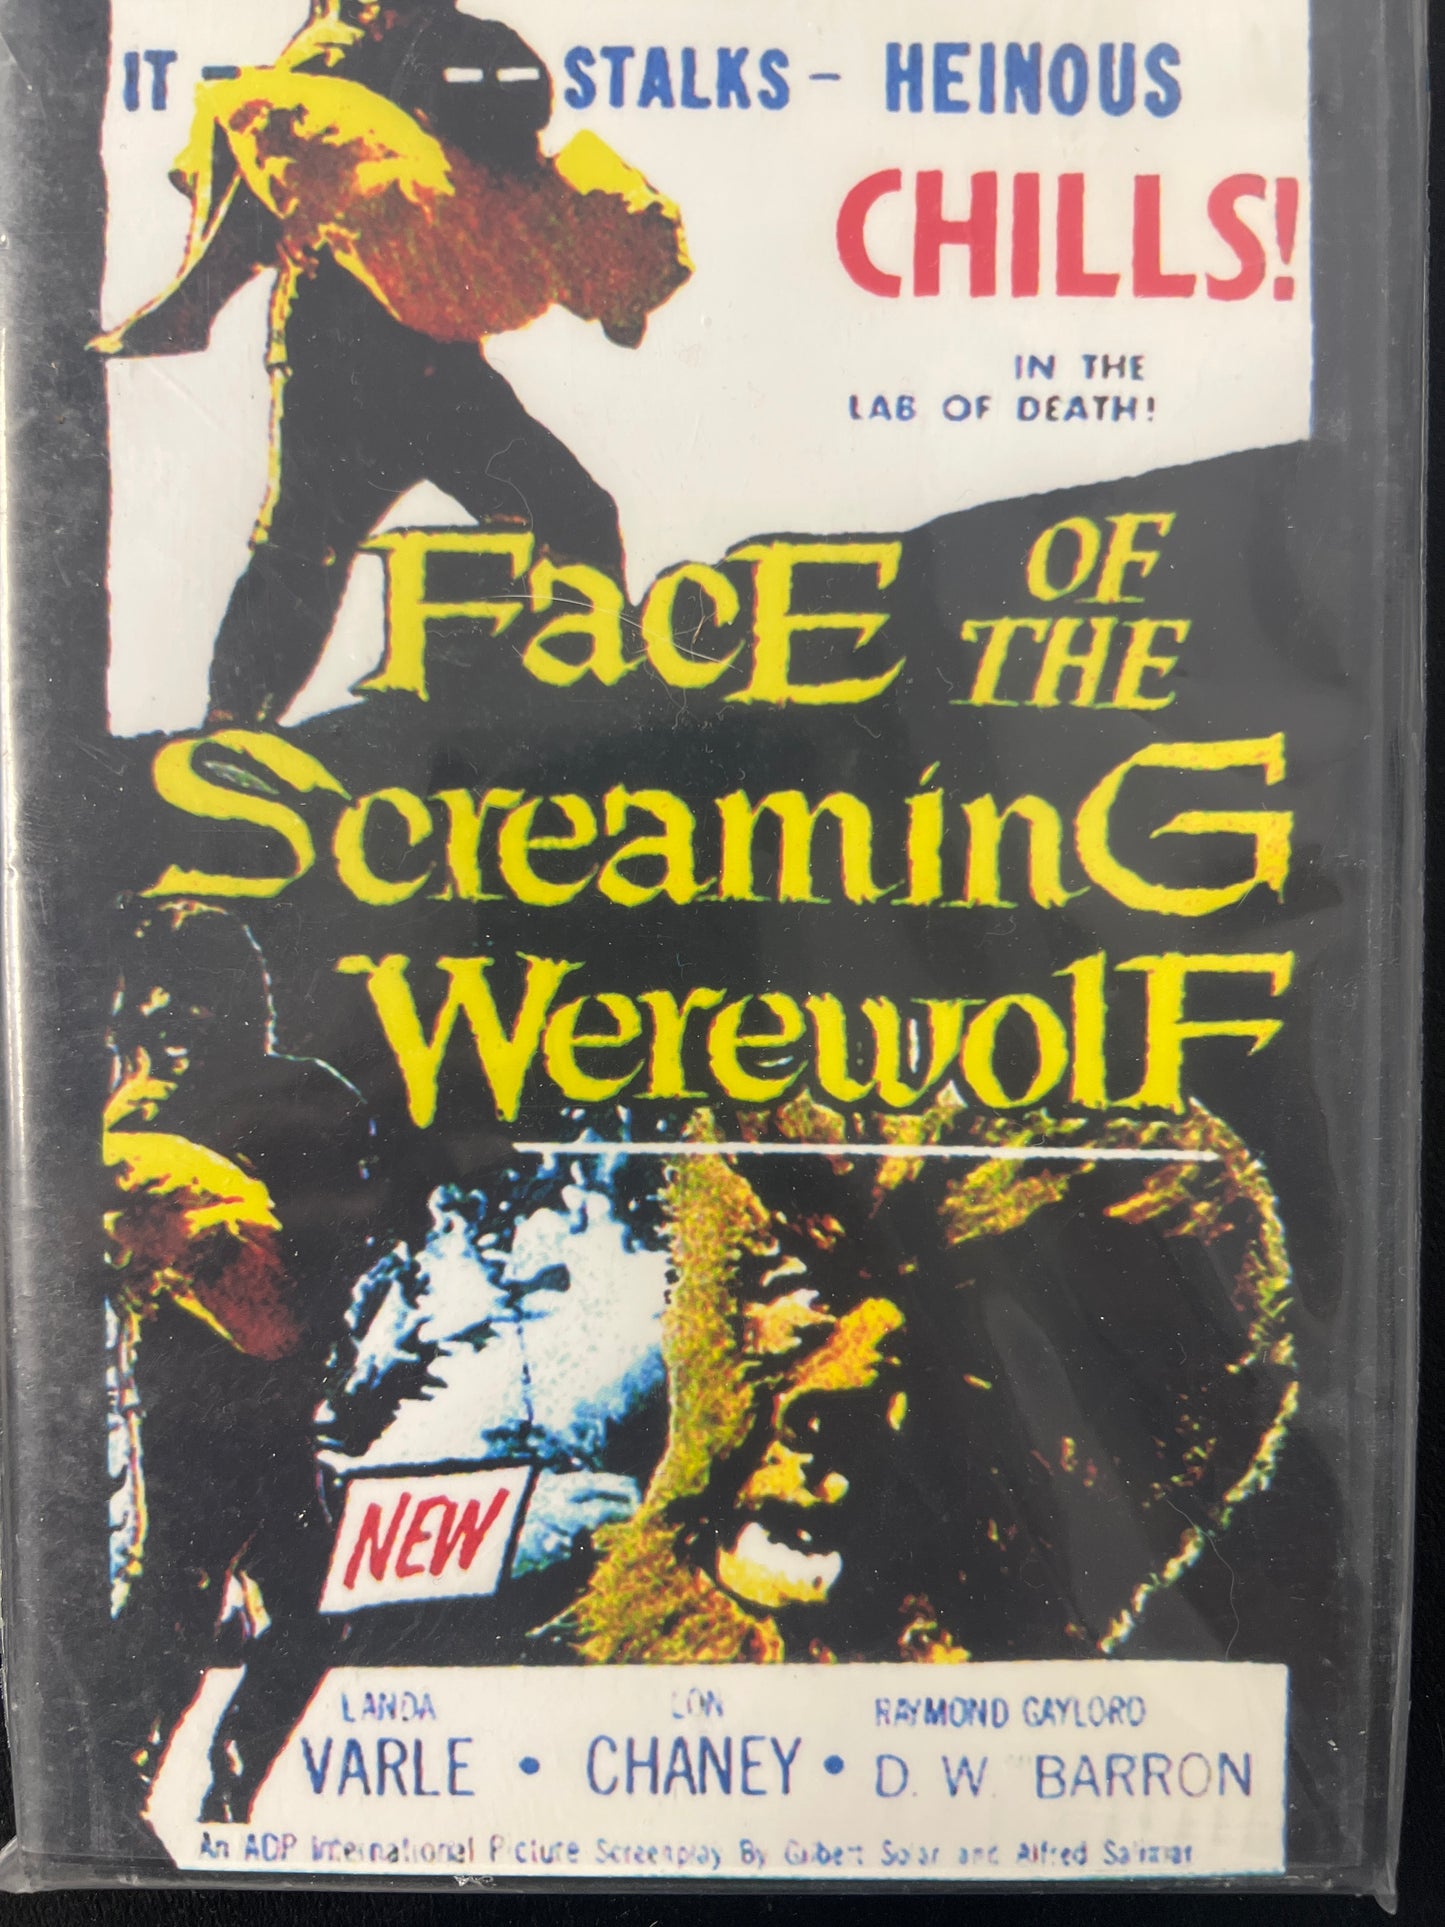 IT - STALKS - HEINOUS
CHILLS!
IN THE
LAB OF DEATH!
FacE OF THE
ScreaminG
WerewolF
NEW
LANDA VARLE • LON CHANEY • RAYMOND GAYLORD
D. W. BARRON
An ADP International Picture Screenplay By Gilbert Solar and Alfred Salimar